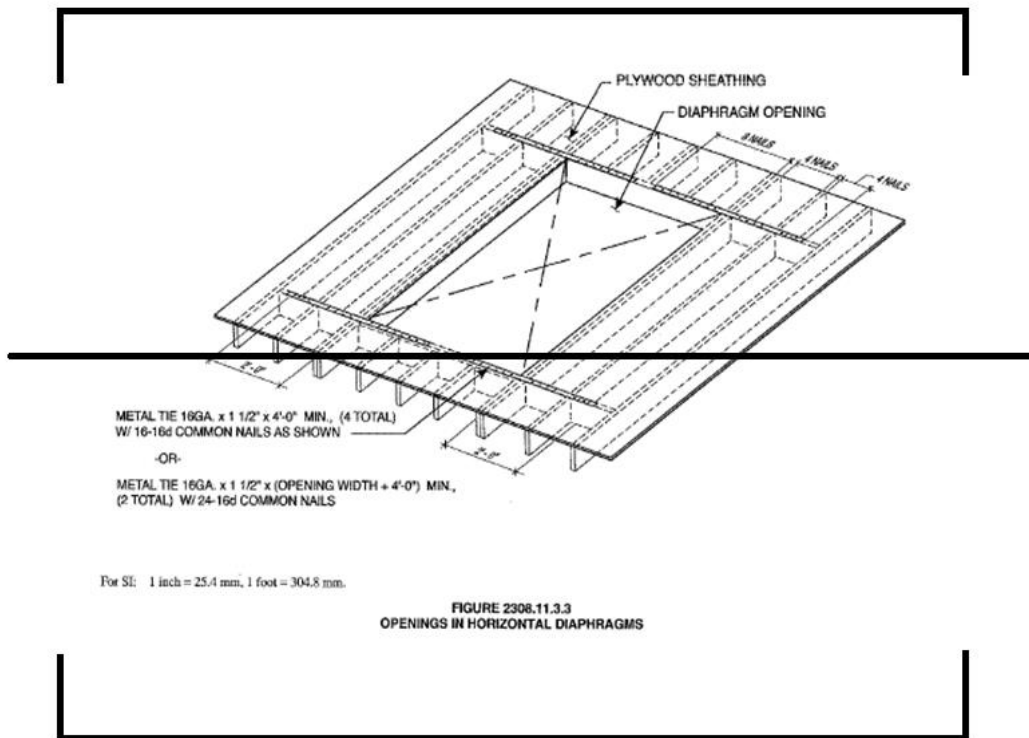 PLYWOOD SHEATHING
DIAPHRAGM OPENING
8 NAILS
4 NAILS
4 NAILS
2'-0"
METAL TIE 16GA. x 1 1/2" x 4'-0" MIN., (4 TOTAL)
W/ 16-16d COMMON NAILS AS SHOWN
2'-0"
-OR-
METAL TIE 16GA. x 1 1/2" x (OPENING WIDTH + 4'-0") MIN.,
(2 TOTAL) W/ 24-16d COMMON NAILS
For SI: 1 inch = 25.4 mm, 1 foot = 304.8 mm.
FIGURE 2308.11.3.3
OPENINGS IN HORIZONTAL DIAPHRAGMS